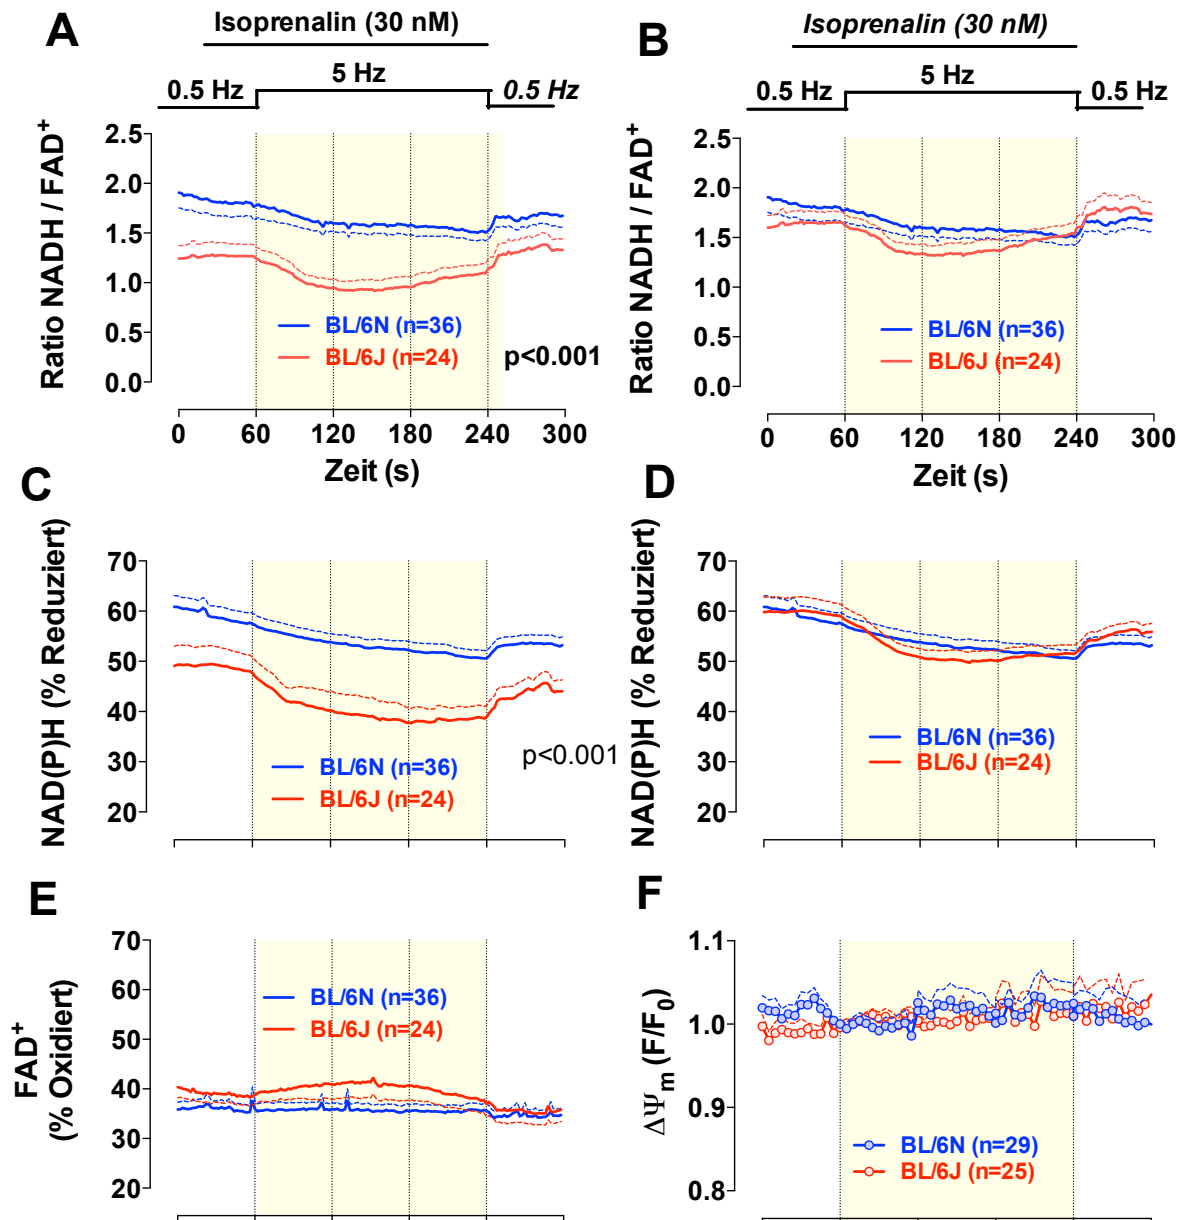 A
Isoprenalin (30 nM)
0.5 Hz
5 Hz
0.5 Hz
Ratio NADH / FAD+
2.5
2.0
1.5
1.0
0.5
0.0
BL/6N (n=36)
BL/6J (n=24)
p<0.001
0 60 120 180 240 300
Zeit (s)
B
Isoprenalin (30 nM)
0.5 Hz
5 Hz
0.5 Hz
Ratio NADH / FAD+
2.5
2.0
1.5
1.0
0.5
0.0
BL/6N (n=36)
BL/6J (n=24)
0 60 120 180 240 300
Zeit (s)
C
NAD(P)H (% Reduziert)
70
60
50
40
30
20
BL/6N (n=36)
BL/6J (n=24)
p<0.001
D
NAD(P)H (% Reduziert)
70
60
50
40
30
20
BL/6N (n=36)
BL/6J (n=24)
E
FAD+
(% Oxidiert)
70
60
50
40
30
20
BL/6N (n=36)
BL/6J (n=24)
F
ΔΨm (F/F0)
1.1
1.0
0.9
0.8
BL/6N (n=29)
BL/6J (n=25)